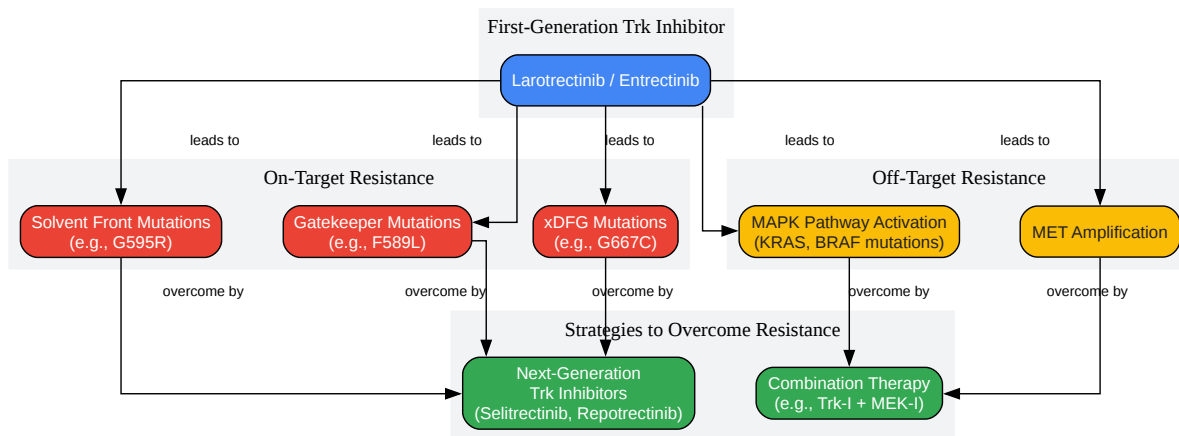 First-Generation Trk Inhibitor
Larotrectinib / Entrectinib
leads to
leads to
leads to
leads to
leads to
On-Target Resistance
Off-Target Resistance
Solvent Front Mutations
(e.g., G595R)
Gatekeeper Mutations
(e.g., F589L)
xDFG Mutations
(e.g., G667C)
MAPK Pathway Activation
(KRAS, BRAF mutations)
MET Amplification
overcome by
overcome by
overcome by
overcome by
overcome by
Strategies to Overcome Resistance
Next-Generation
Trk Inhibitors
(Selitrectinib, Repotrectinib)
Combination Therapy
(e.g., Trk-I + MEK-I)